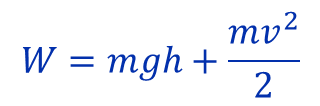 W = mgh + mv²/2